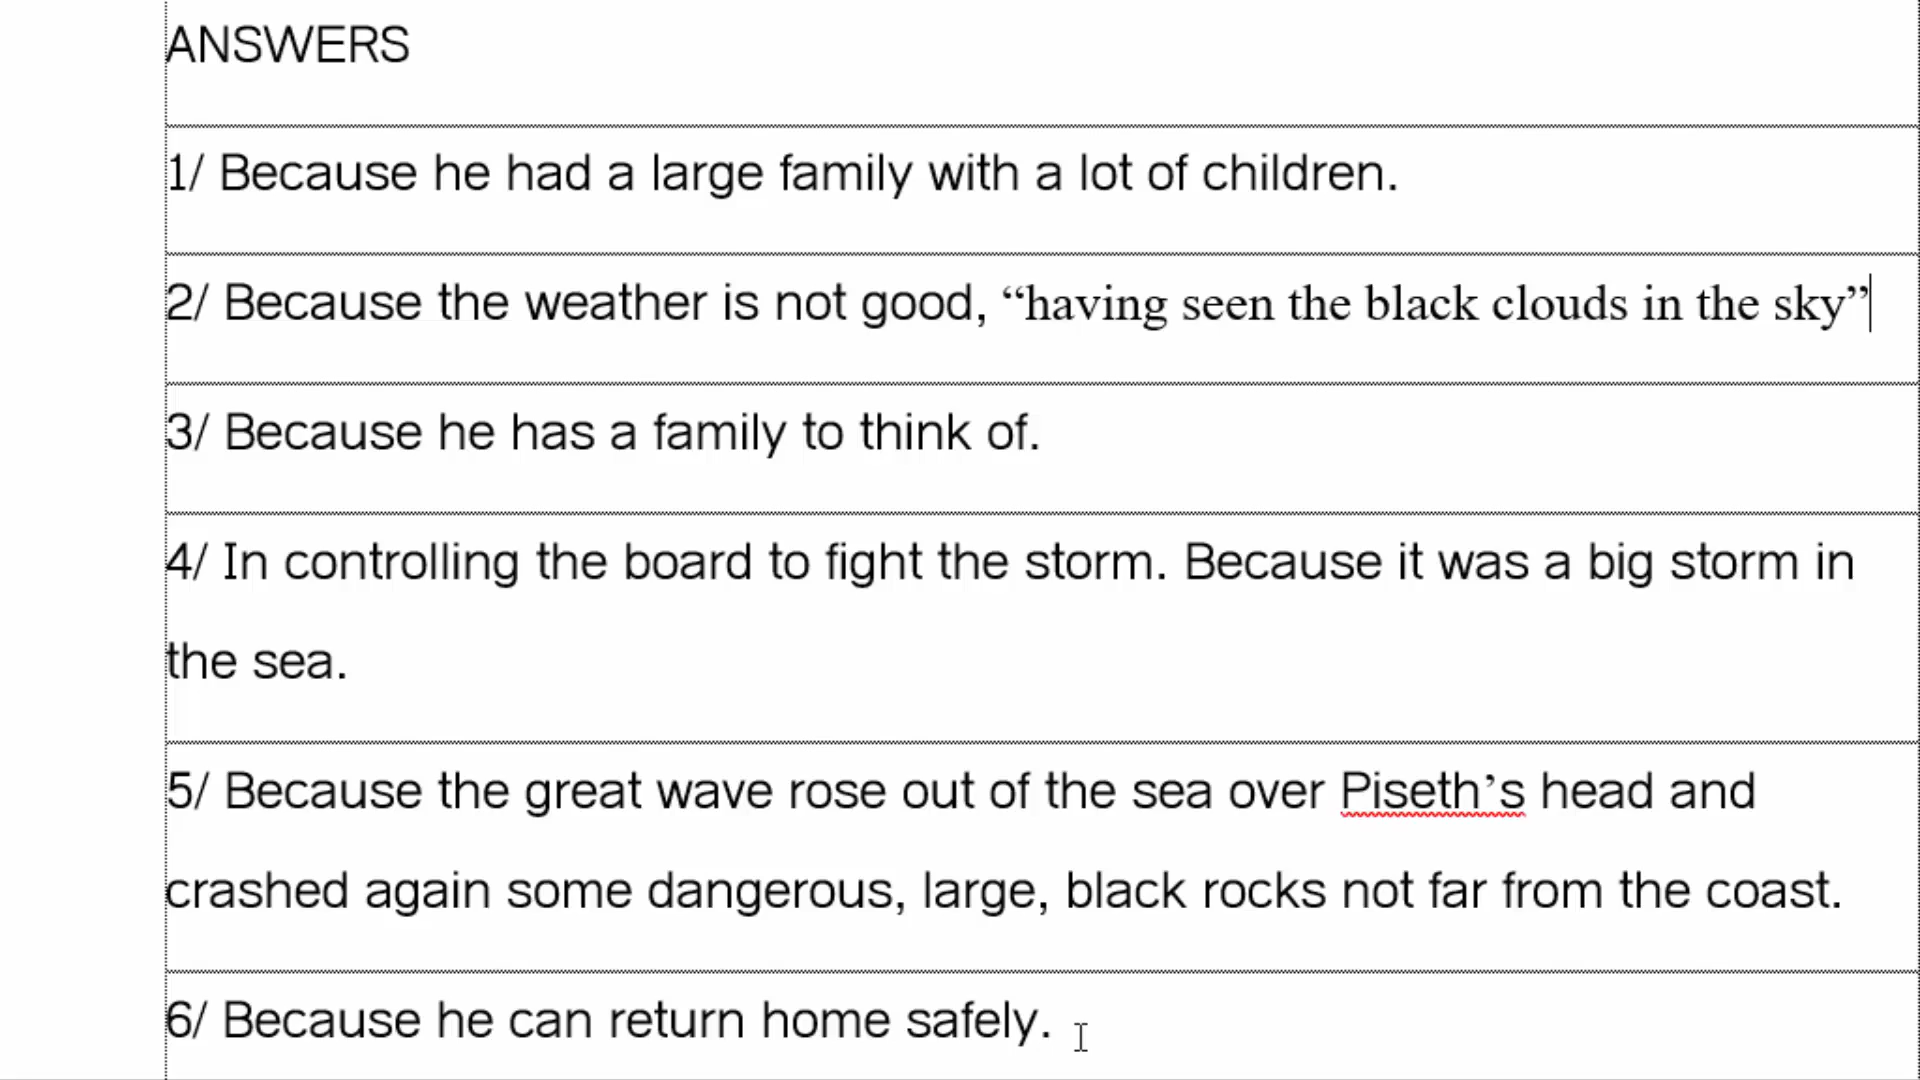 ANSWERS
1/ Because he had a large family with a lot of children.
2/ Because the weather is not good, “having seen the black clouds in the sky”
3/ Because he has a family to think of.
4/ In controlling the board to fight the storm. Because it was a big storm in
the sea.
5/ Because the great wave rose out of the sea over Piseth’s head and
crashed again some dangerous, large, black rocks not far from the coast.
6/ Because he can return home safely.